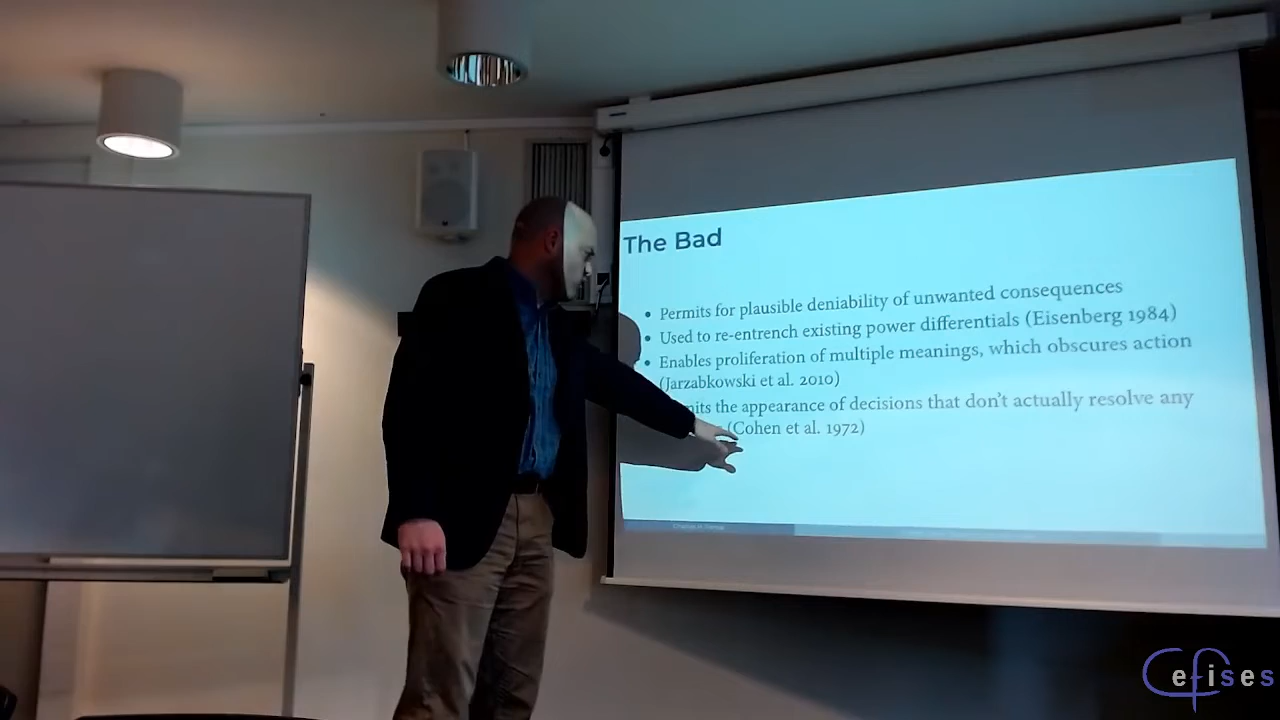 The Bad
• Permits for plausible deniability of unwanted consequences
• Used to re-entrench existing power differentials (Eisenberg 1984)
• Enables proliferation of multiple meanings, which obscures action
(Jarzabkowski et al. 2010)
the appearance of decisions that don't actually resolve any
(Cohen et al. 1972)
Cefises